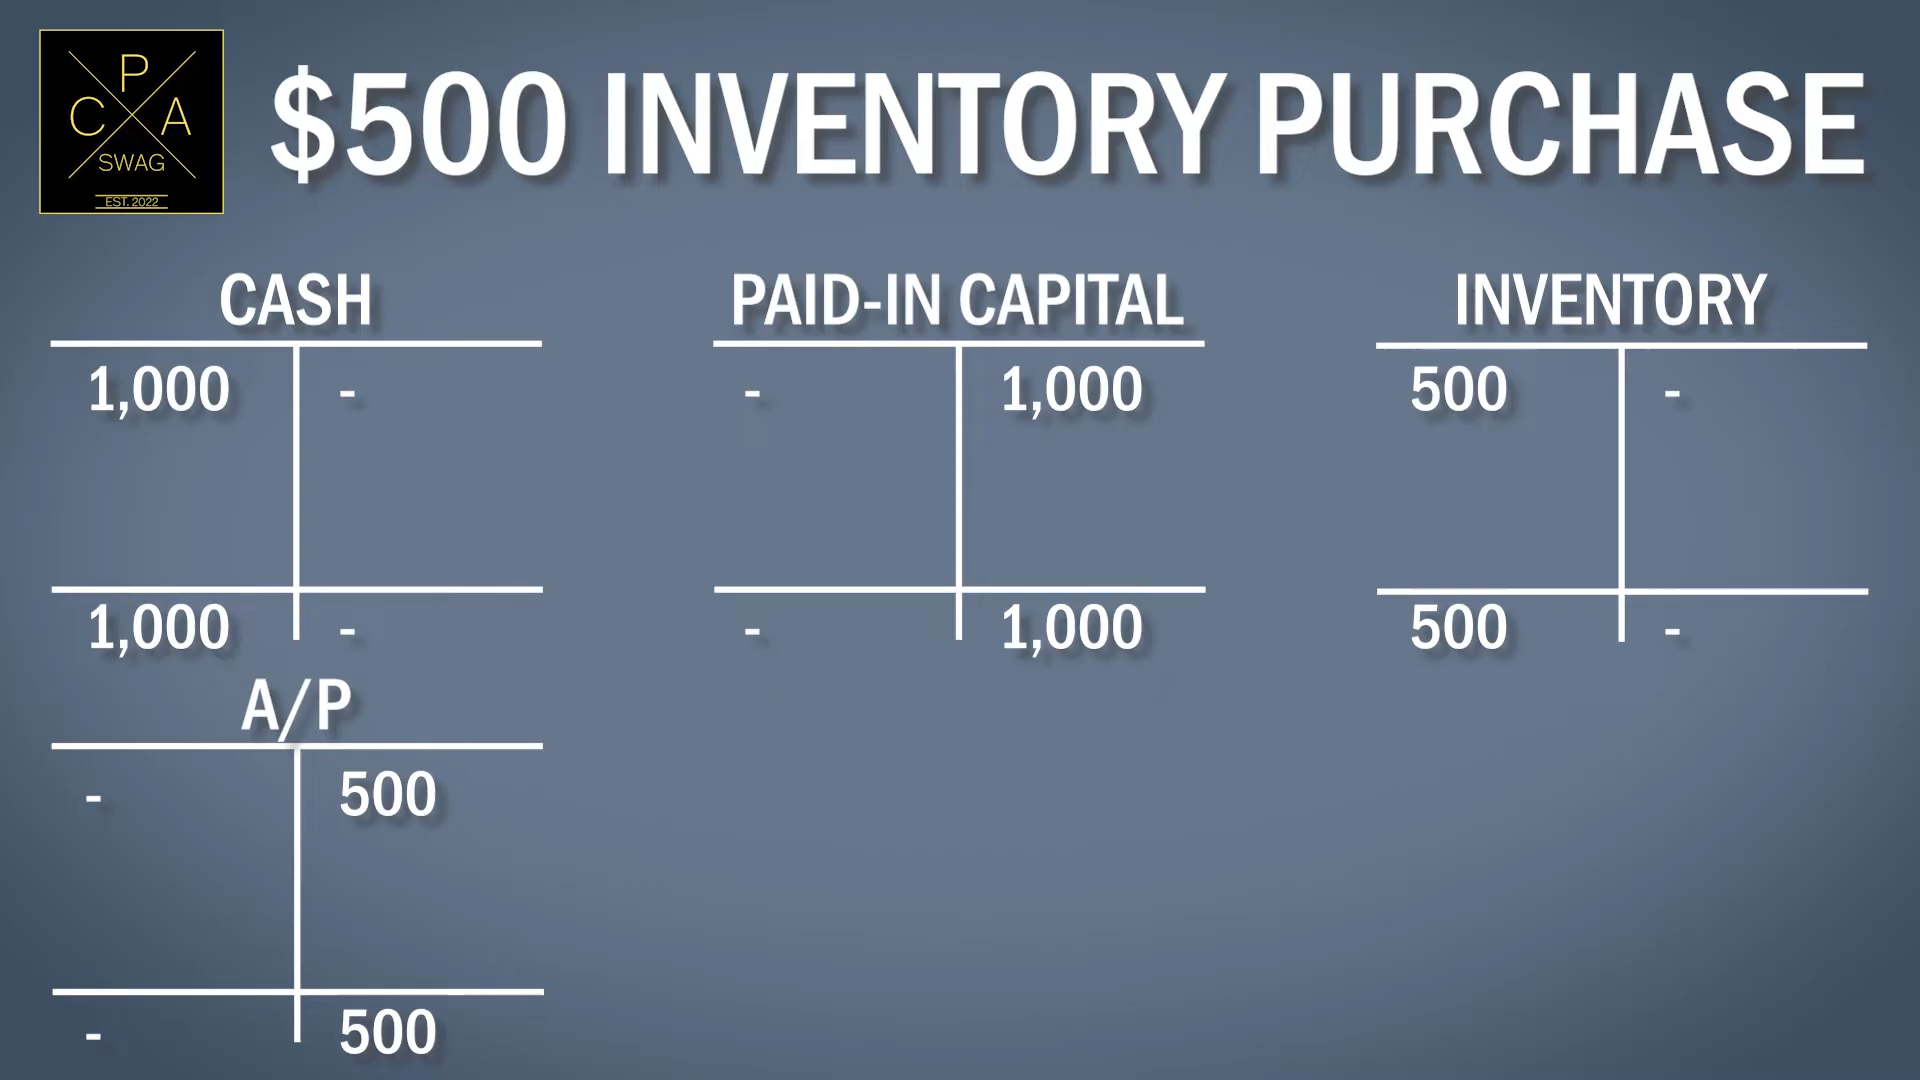 P
C A
SWAG
EST. 2022
$500 INVENTORY PURCHASE
CASH
1,000 -
1,000 -
PAID-IN CAPITAL
- 1,000
- 1,000
INVENTORY
500 -
500 -
A/P
- 500
- 500